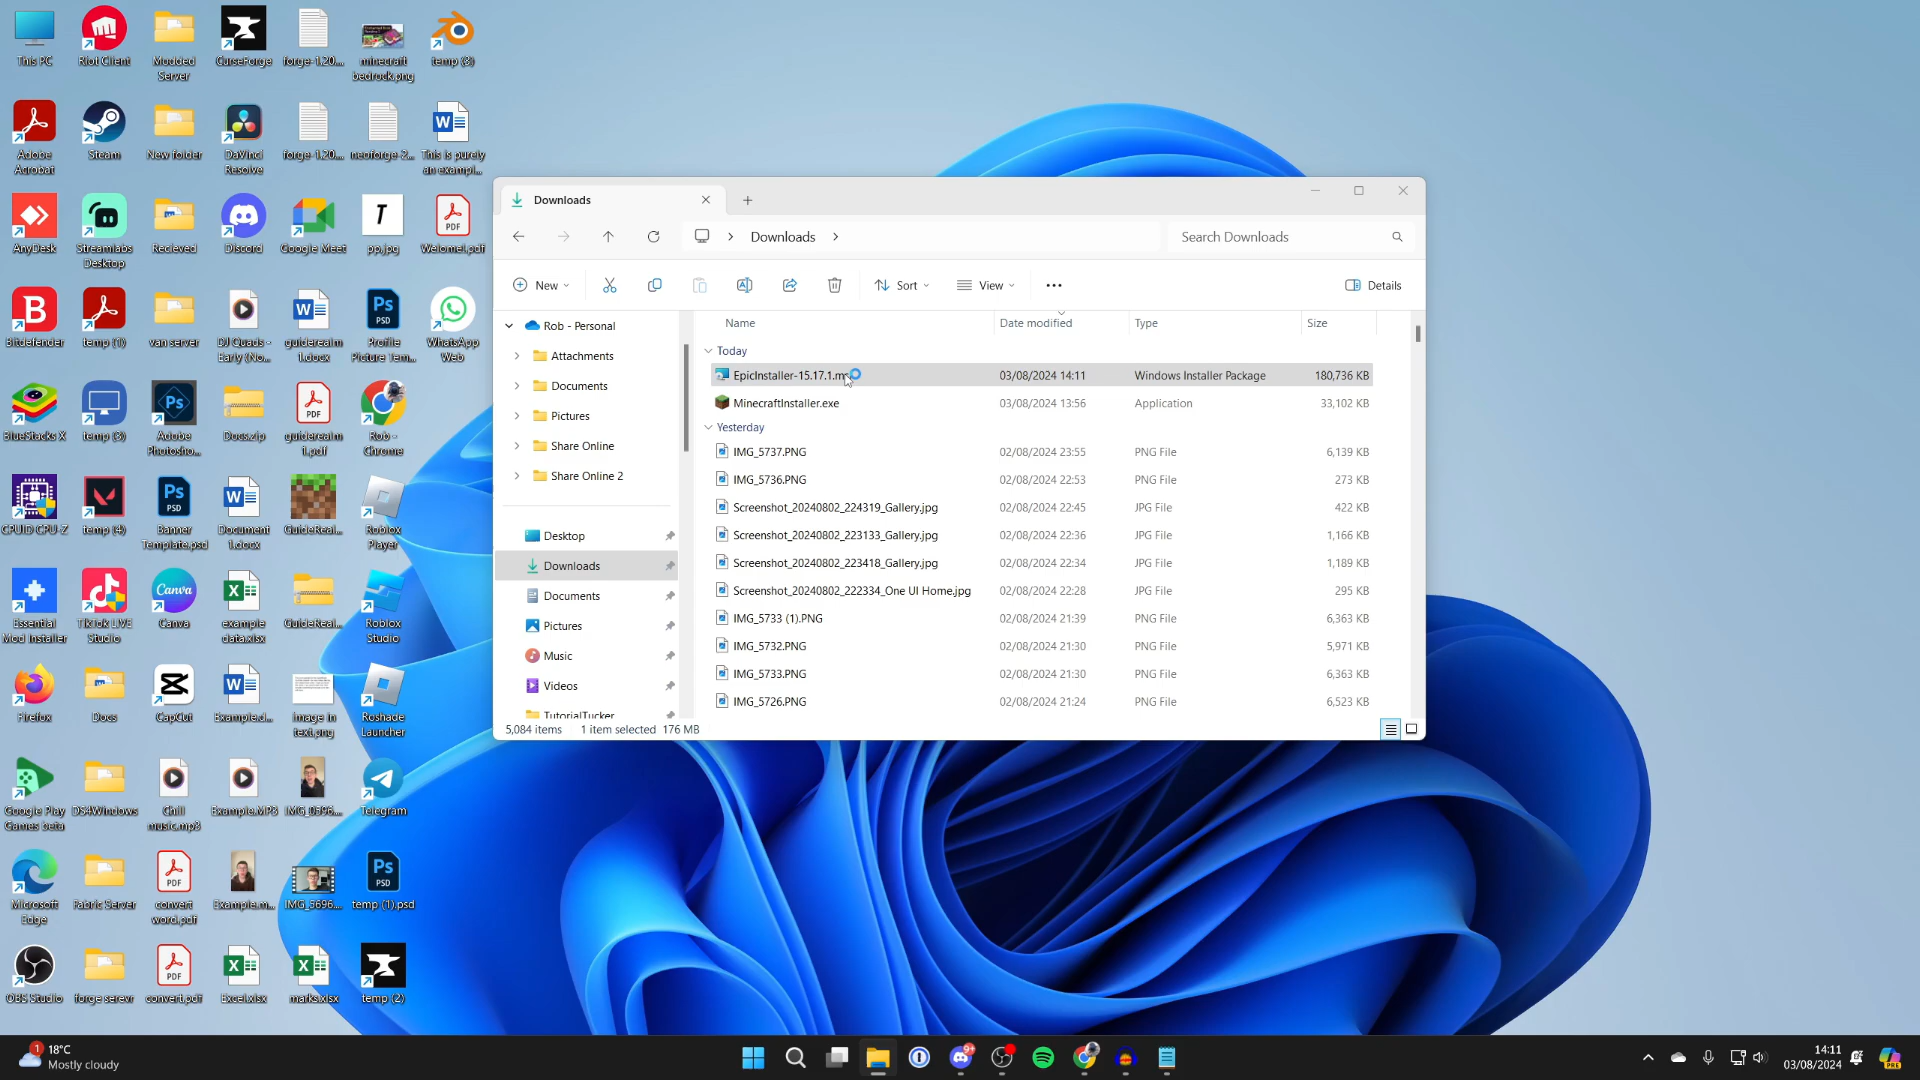 This PC
Riot Client
Modded
Server
CurseForge
forge-1.20...
minecraft
bedrock.png
temp (3)
Adobe
Acrobat
Steam
New folder
DaVinci
Resolve
forge-1.20...
neoforge-2...
This is purely
an exampl...
AnyDesk
Streamlabs
Desktop
Recieved
Discord
Google Meet
pp.jpg
Welome!.pdf
Bitdefender
temp (1)
van server
DJ Quads -
Early (No...
guiderealm
1.docx
Profile
Picture Tem...
WhatsApp
Web
BlueStacks X
temp (3)
Adobe
Photosho...
Docs.zip
guiderealm
1.pdf
Rob -
Chrome
CPUID CPU-Z
temp (4)
Banner
Template.psd
Document
1.docx
GuideReal...
Roblox
Player
Essential
Mod Installer
TikTok LIVE
Studio
Canva
example
data.xlsx
GuideReal...
Roblox
Studio
Firefox
Docs
CapCut
Example.d...
image in
text.png
Roshade
Launcher
Google Play
Games beta
DS4Windows
Chill
music.mp3
Example.MP3
IMG_0396....
Telegram
Microsoft
Edge
Fabric Server
convert
word.pdf
Example.m...
IMG_3696....
temp (1).psd
OBS Studio
forge serevr
convert.pdf
Excel.xlsx
marks.xlsx
temp (2)
Downloads
Downloads
Search Downloads
New
Sort
View
Details
Rob - Personal
Attachments
Documents
Pictures
Share Online
Share Online 2
Desktop
Downloads
Documents
Pictures
Music
Videos
TutorialTucker
Name Date modified Type Size
Today
EpicInstaller-15.17.1.ms 03/08/2024 14:11 Windows Installer Package 180,736 KB
MinecraftInstaller.exe 03/08/2024 13:56 Application 33,102 KB
Yesterday
IMG_5737.PNG 02/08/2024 23:55 PNG File 6,139 KB
IMG_5736.PNG 02/08/2024 22:53 PNG File 273 KB
Screenshot_20240802_224319_Gallery.jpg 02/08/2024 22:45 JPG File 422 KB
Screenshot_20240802_223133_Gallery.jpg 02/08/2024 22:36 JPG File 1,166 KB
Screenshot_20240802_223418_Gallery.jpg 02/08/2024 22:34 JPG File 1,189 KB
Screenshot_20240802_222334_One UI Home.jpg 02/08/2024 22:28 JPG File 295 KB
IMG_5733 (1).PNG 02/08/2024 21:39 PNG File 6,363 KB
IMG_5732.PNG 02/08/2024 21:30 PNG File 5,971 KB
IMG_5733.PNG 02/08/2024 21:30 PNG File 6,363 KB
IMG_5726.PNG 02/08/2024 21:24 PNG File 6,523 KB
5,084 items 1 item selected 176 MB
1
18°C
Mostly cloudy
9+
14:11
03/08/2024
PRE